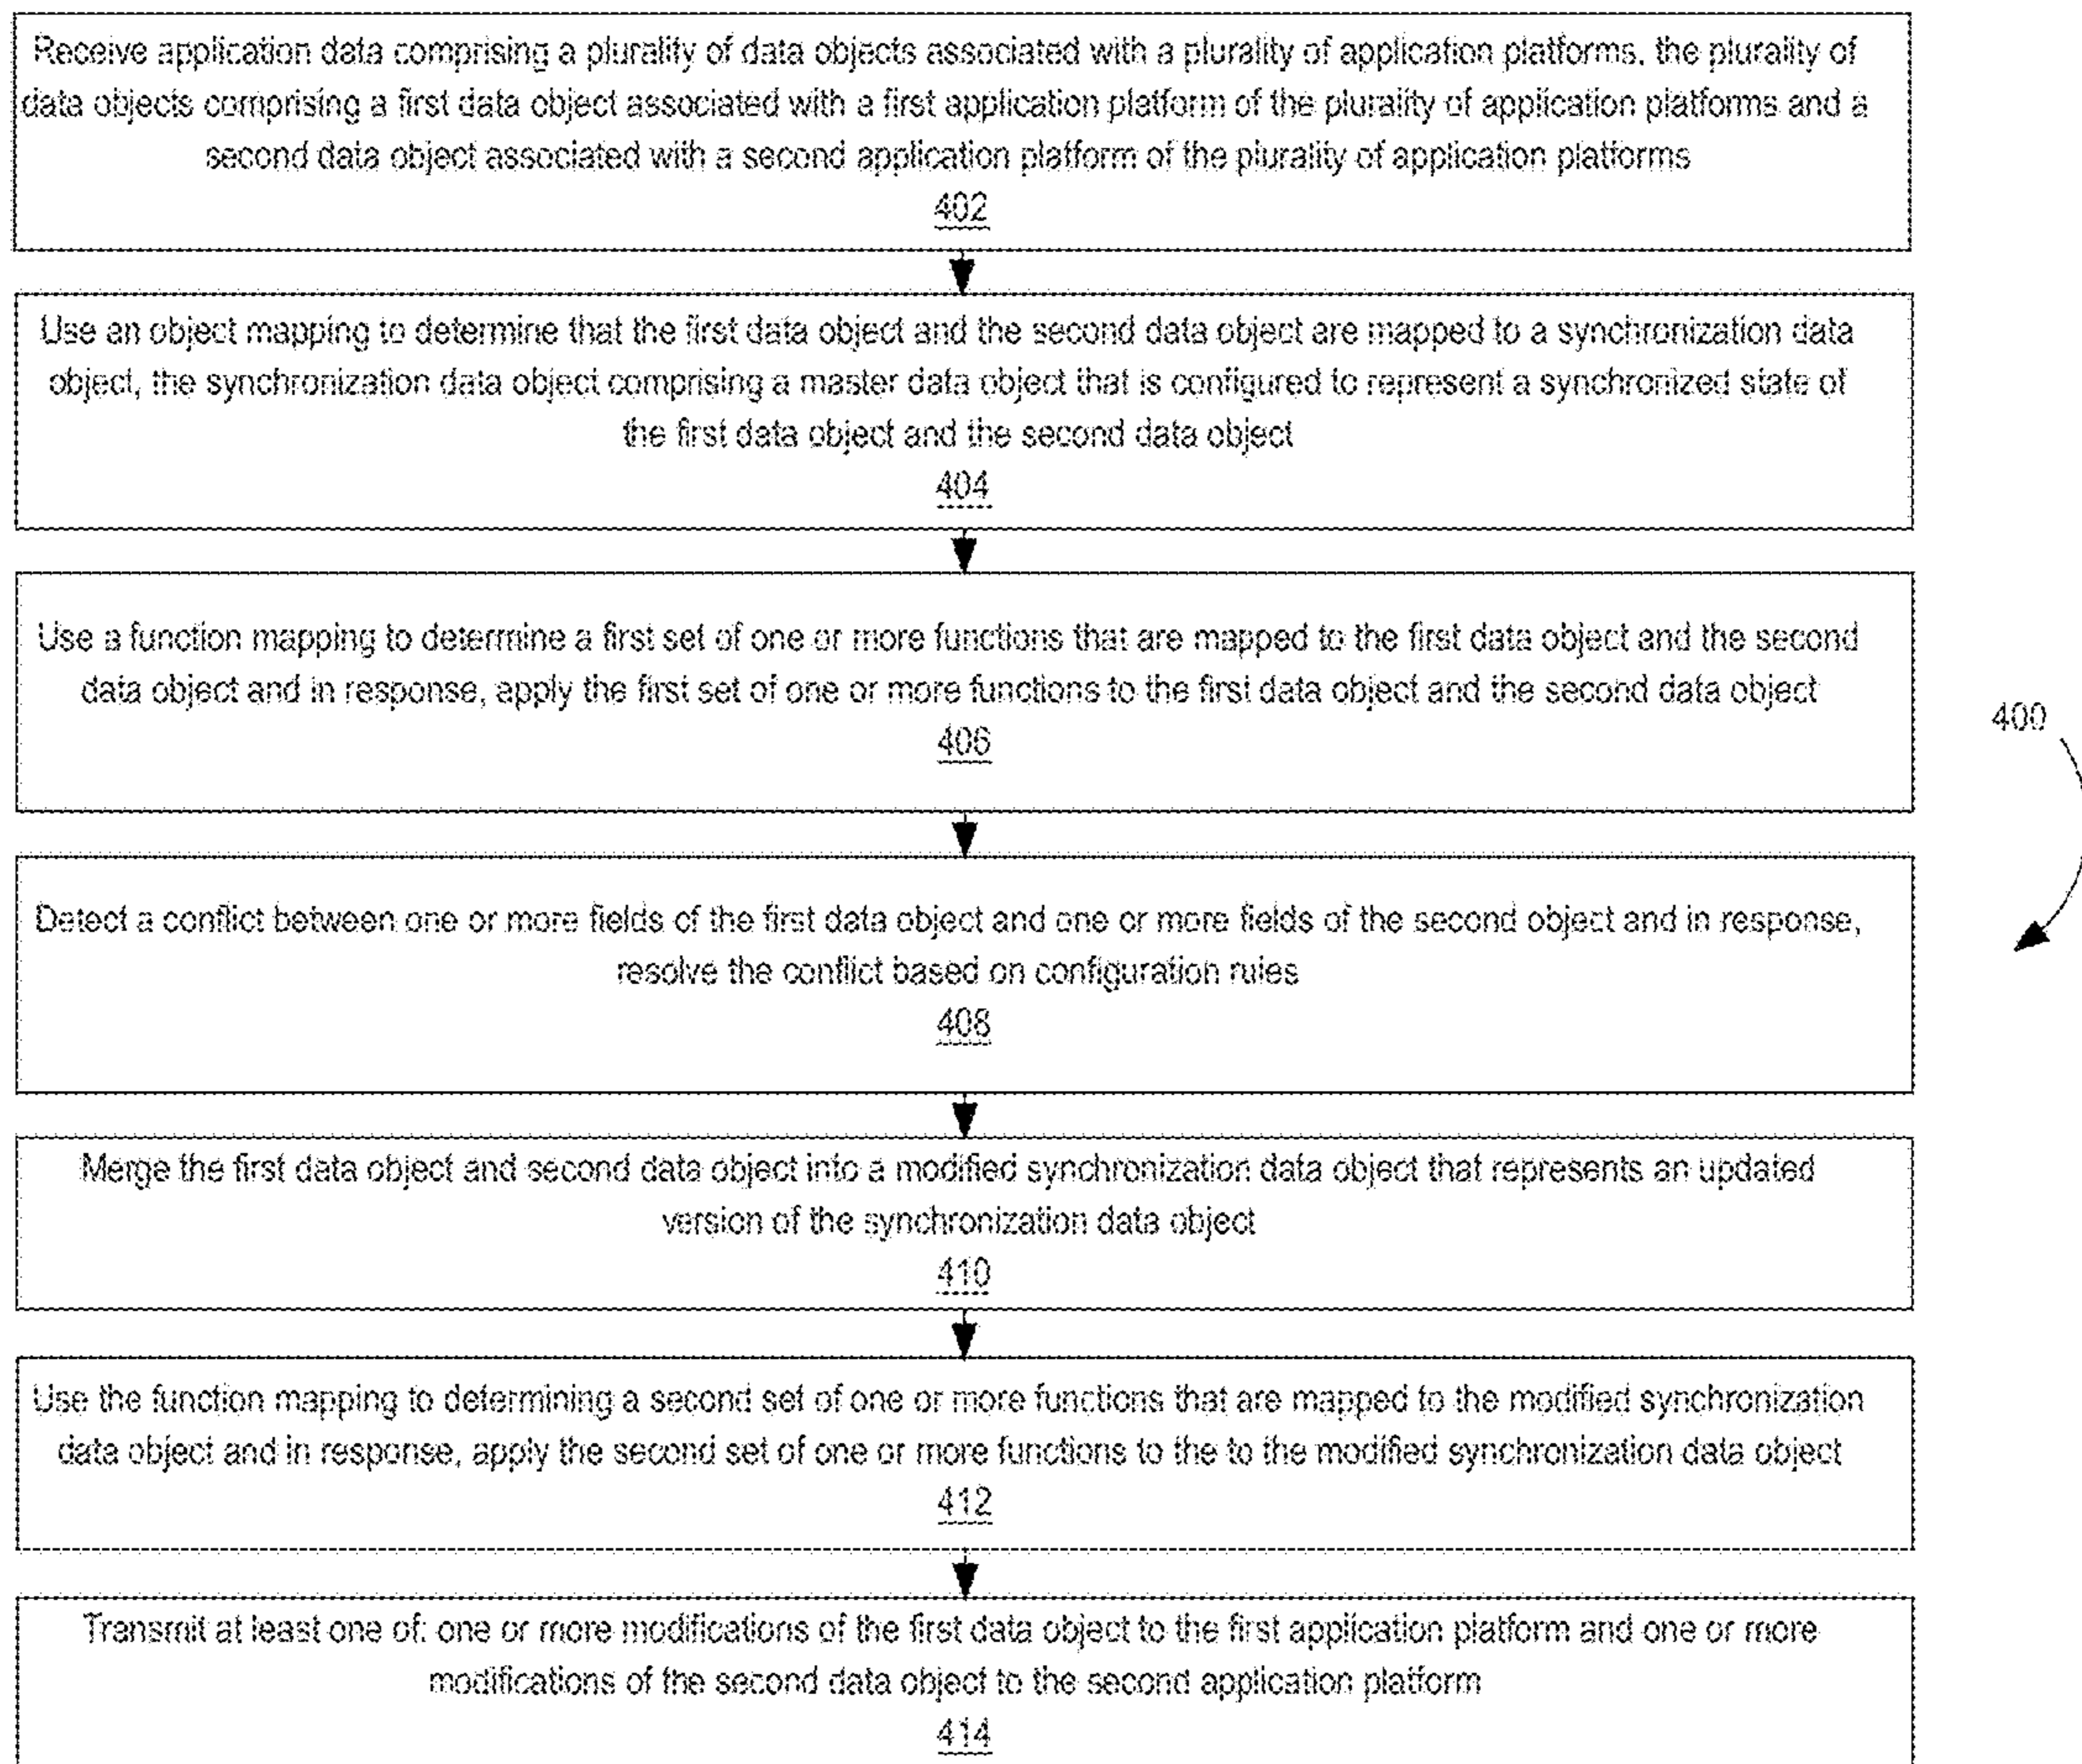 Receive application data comprising a plurality of data objects associated with a plurality of application platforms, the plurality of
data objects comprising a first data object associated with a first application platform of the plurality of application platforms and a
second data object associated with a second application platform of the plurality of application platforms
402
Use an object mapping to determine that the first data object and the second data object are mapped to a synchronization data
object, the synchronization data object comprising a master data object that is configured to represent a synchronized state of
the first data object and the second data object
404
Use a function mapping to determine a first set of one or more functions that are mapped to the first data object and the second
data object and in response, apply the first set of one or more functions to the first data object and the second data object
406
400
Detect a conflict between one or more fields of the first data object and one or more fields of the second object and in response,
resolve the conflict based on configuration rules
408
Merge the first data object and second data object into a modified synchronization data object that represents an updated
version of the synchronization data object
410
Use the function mapping to determining a second set of one or more functions that are mapped to the modified synchronization
data object and in response, apply the second set of one or more functions to the to the modified synchronization data object
412
Transmit at least one of: one or more modifications of the first data object to the first application platform and one or more
modifications of the second data object to the second application platform
414